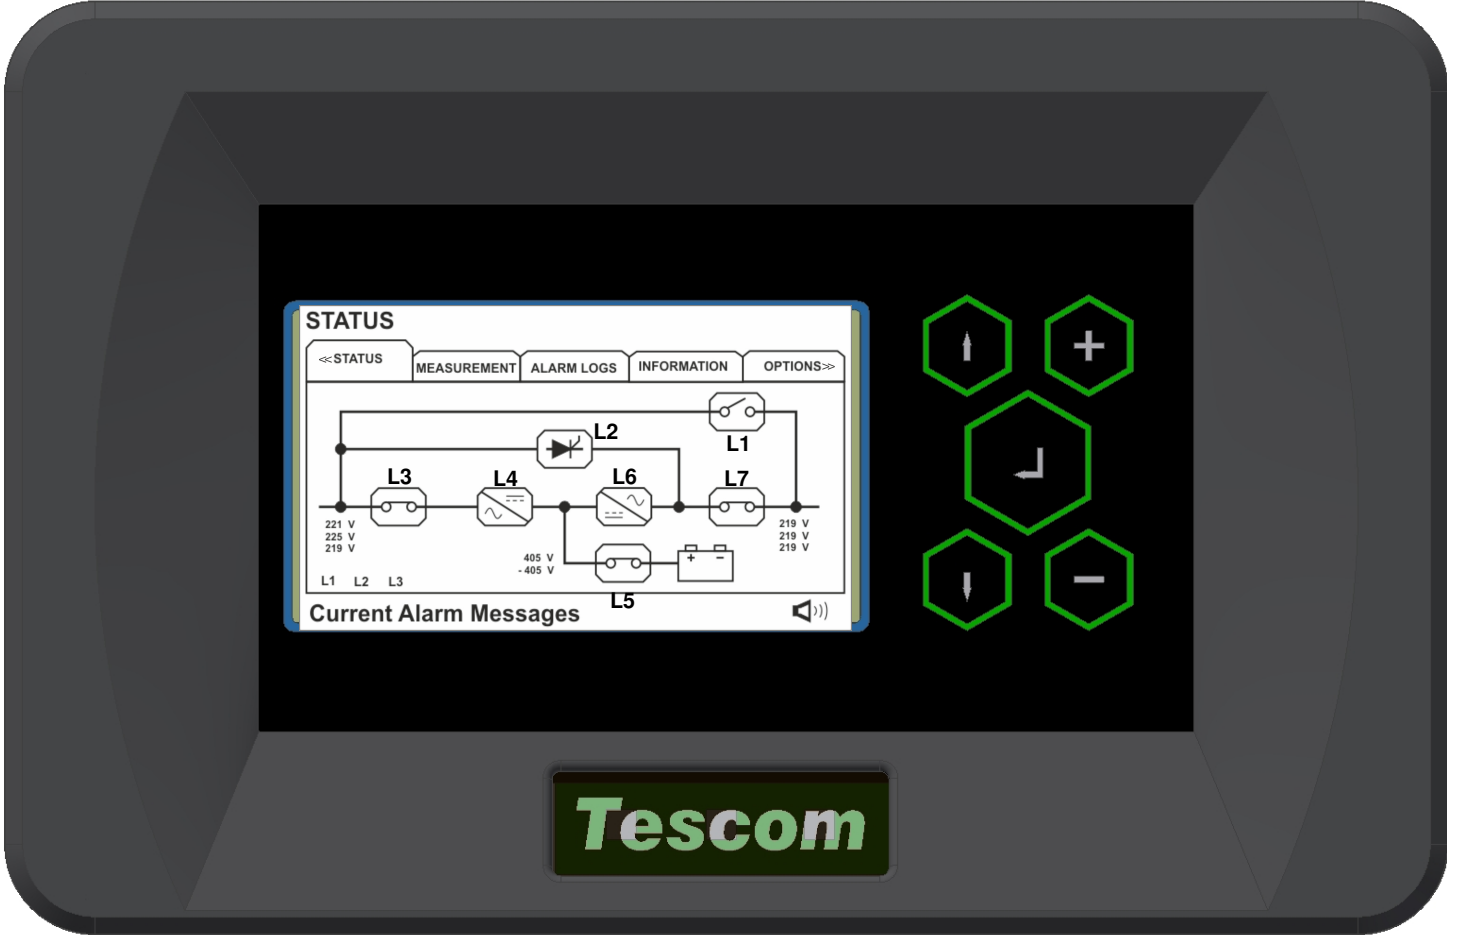 STATUS
<<STATUS MEASUREMENT ALARM LOGS INFORMATION OPTIONS>>
L1
L2
L3 L4 L6 L7
221 V
225 V
219 V
219 V
219 V
219 V
405 V
- 405 V
+ −
L1 L2 L3
L5
Current Alarm Messages
+
−
Tescom